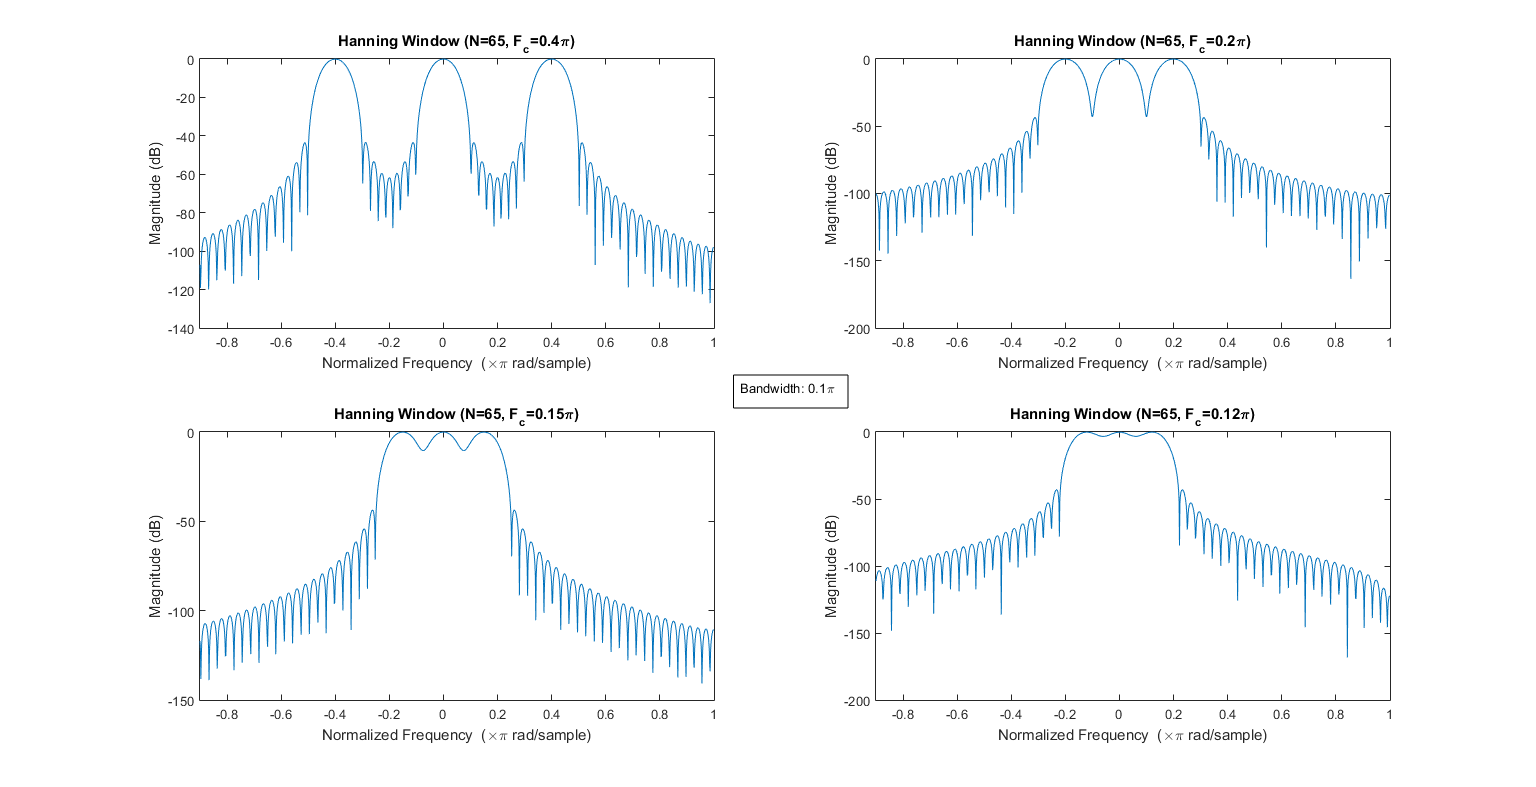 Hanning Window (N=65, F_c=0.4π)
0
-20
-40
-60
-80
-100
-120
-140
Magnitude (dB)
-0.8 -0.6 -0.4 -0.2 0 0.2 0.4 0.6 0.8 1
Normalized Frequency (×π rad/sample)
Hanning Window (N=65, F_c=0.2π)
0
-50
-100
-150
-200
Magnitude (dB)
-0.8 -0.6 -0.4 -0.2 0 0.2 0.4 0.6 0.8 1
Normalized Frequency (×π rad/sample)
Bandwidth: 0.1π
Hanning Window (N=65, F_c=0.15π)
0
-50
-100
-150
Magnitude (dB)
-0.8 -0.6 -0.4 -0.2 0 0.2 0.4 0.6 0.8 1
Normalized Frequency (×π rad/sample)
Hanning Window (N=65, F_c=0.12π)
0
-50
-100
-150
-200
Magnitude (dB)
-0.8 -0.6 -0.4 -0.2 0 0.2 0.4 0.6 0.8 1
Normalized Frequency (×π rad/sample)